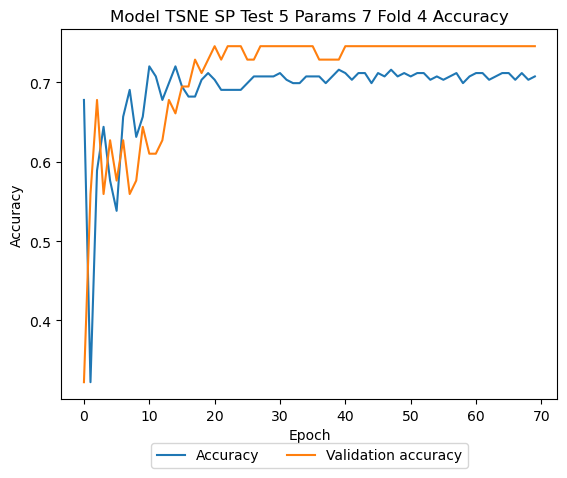 Model TSNE SP Test 5 Params 7 Fold 4 Accuracy
0.7
0.6
0.5
0.4
Accuracy
0 10 20 30 40 50 60 70
Epoch
Accuracy Validation accuracy